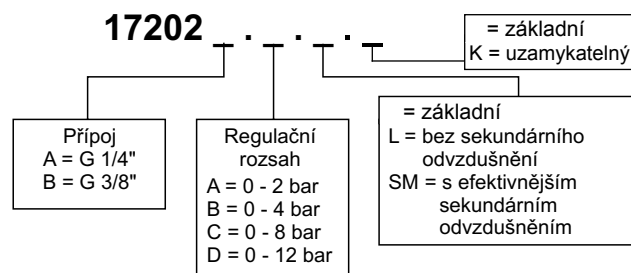 17202 _ . _ . _ . _
= základní
K = uzamykatelný
Přípoj
A = G 1/4"
B = G 3/8"
Regulační
rozsah
A = 0 - 2 bar
B = 0 - 4 bar
C = 0 - 8 bar
D = 0 - 12 bar
= základní
L = bez sekundárního
odvzdušnění
SM = s efektivnějším
sekundárním
odvzdušněním